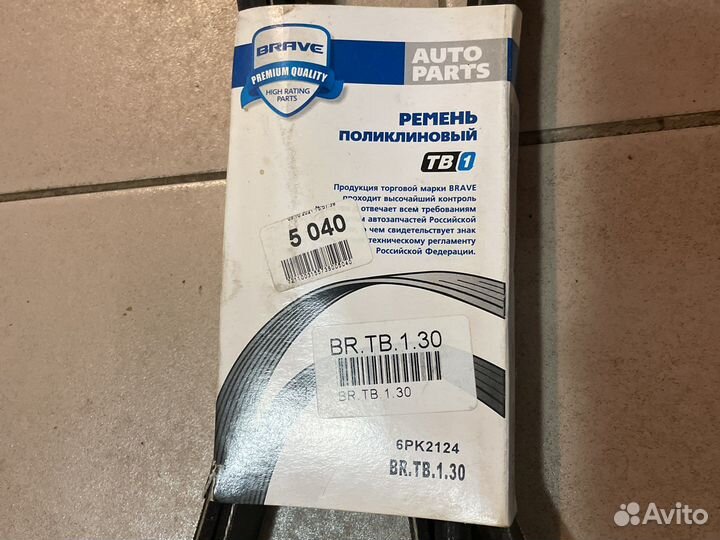 BRAVE
PREMIUM QUALITY
HIGH RATING
PARTS
AUTO
PARTS
РЕМЕНЬ
ПОЛИКЛИНОВЫЙ
ТВ 1
Продукция торговой марки BRAVE
проходит высочайший контроль
отвечает всем требованиям
автозапчастей Российской
чем свидетельствует знак
техническому регламенту
Российской Федерации.
5 040
BR.TB.1.30
BR.TB.1.30
6PK2124
BR.TB.1.30
Avito